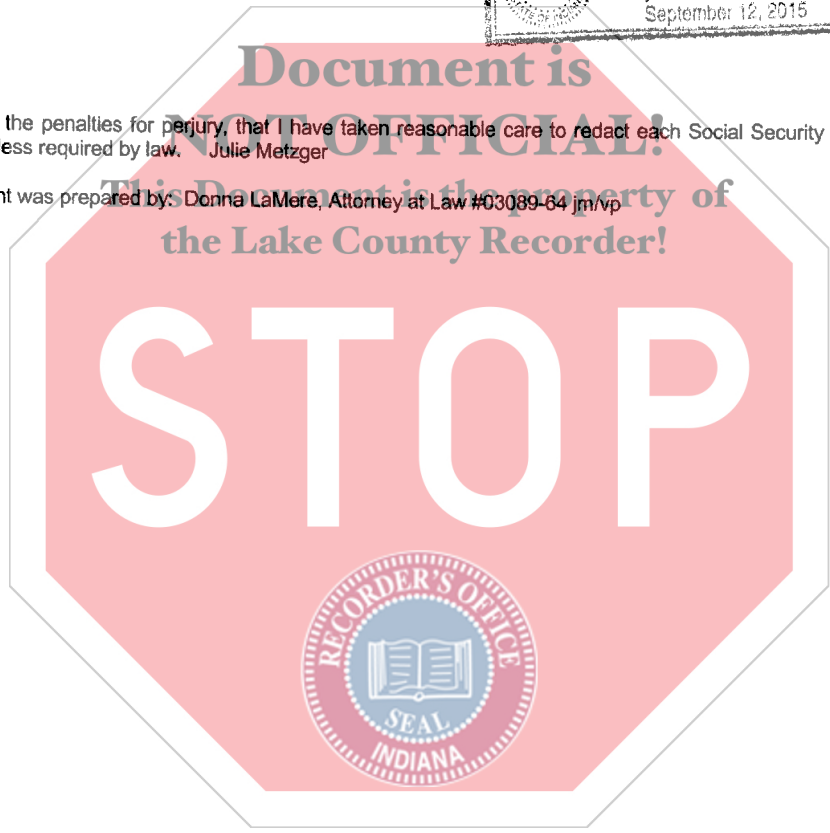 September 12, 2015
Document is
the penalties for perjury, that I have taken reasonable care to redact each Social Security
NOT OFFICIAL!
ess required by law. Julie Metzger
This Document is the property of
nt was prepared by: Donna LaMere, Attorney at Law #03089-64 jm/vp
the Lake County Recorder!
STOP
RECORDER'S OFFICE
SEAL
INDIANA